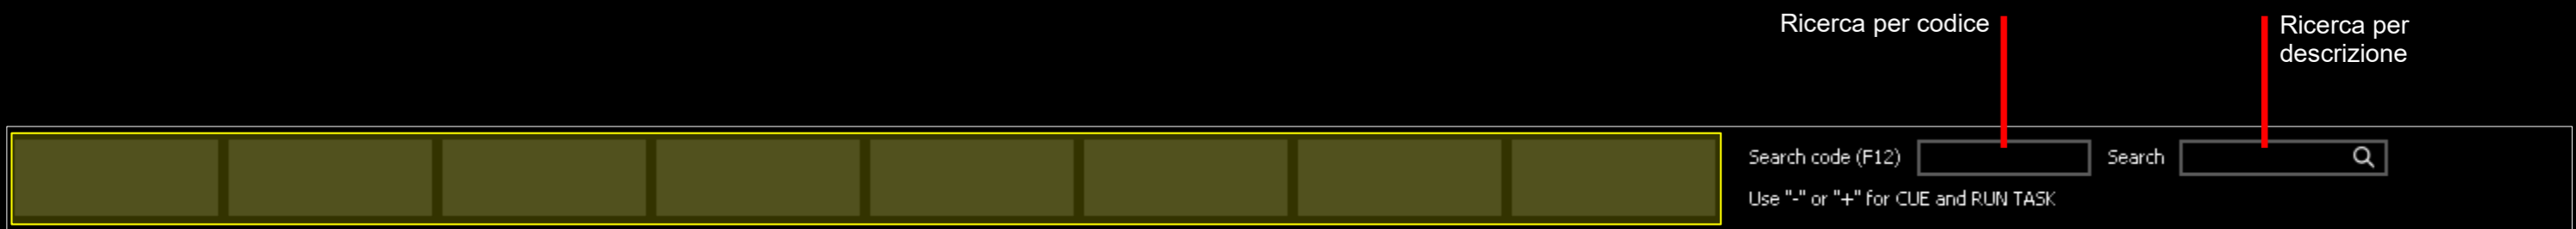 Ricerca per codice
Ricerca per
descrizione
Search code (F12)
Search
Use "-" or "+" for CUE and RUN TASK